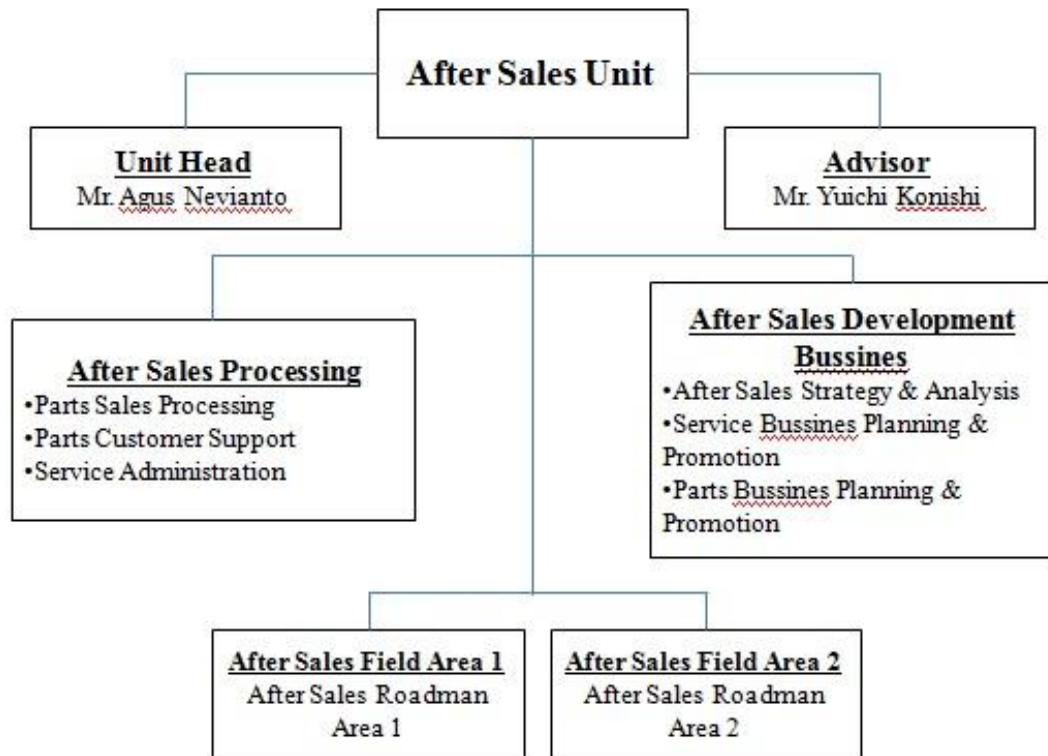 After Sales Unit
Unit Head
Mr. Agus Nevianto
Advisor
Mr. Yuichi Konishi
After Sales Processing
•Parts Sales Processing
•Parts Customer Support
•Service Administration
After Sales Development
Bussines
•After Sales Strategy & Analysis
•Service Bussines Planning &
Promotion
•Parts Bussines Planning &
Promotion
After Sales Field Area 1
After Sales Roadman
Area 1
After Sales Field Area 2
After Sales Roadman
Area 2